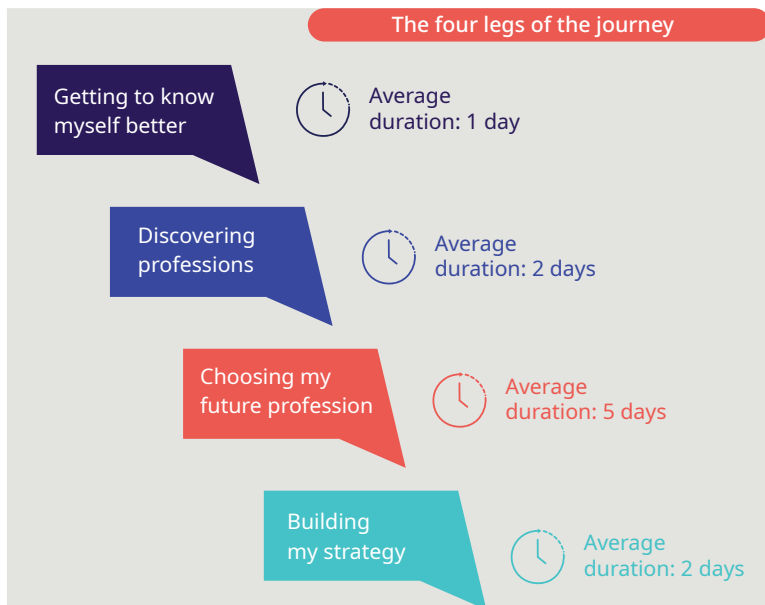 The four legs of the journey
Getting to know
myself better
Average
duration: 1 day
Discovering
professions
Average
duration: 2 days
Choosing my
future profession
Average
duration: 5 days
Building
my strategy
Average
duration: 2 days